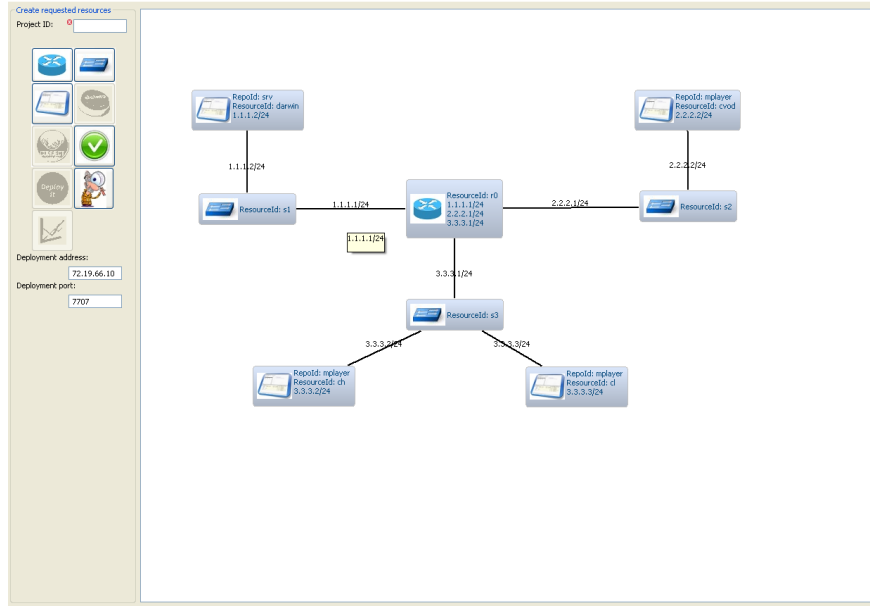 Create requested resources
Project ID:
Deploy it
Deployment address:
72.19.66.10
Deployment port:
7707
RepoId: srv
ResourceId: darwin
1.1.1.2/24
RepoId: mplayer
ResourceId: cvod
2.2.2.2/24
1.1.1.2/24
2.2.2.2/24
ResourceId: s1
1.1.1.1/24
ResourceId: r0
1.1.1.1/24
2.2.2.1/24
3.3.3.1/24
2.2.2.1/24
ResourceId: s2
1.1.1.1/24
3.3.3.1/24
ResourceId: s3
3.3.3.2/24
3.3.3.3/24
RepoId: mplayer
ResourceId: ch
3.3.3.2/24
RepoId: mplayer
ResourceId: cl
3.3.3.3/24